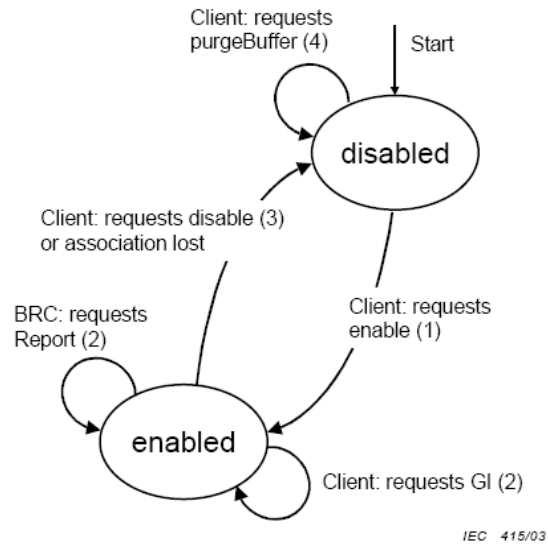 Client: requests
purgeBuffer (4)
Start
disabled
Client: requests disable (3)
or association lost
Client: requests
enable (1)
BRC: requests
Report (2)
enabled
Client: requests GI (2)
IEC 415/03